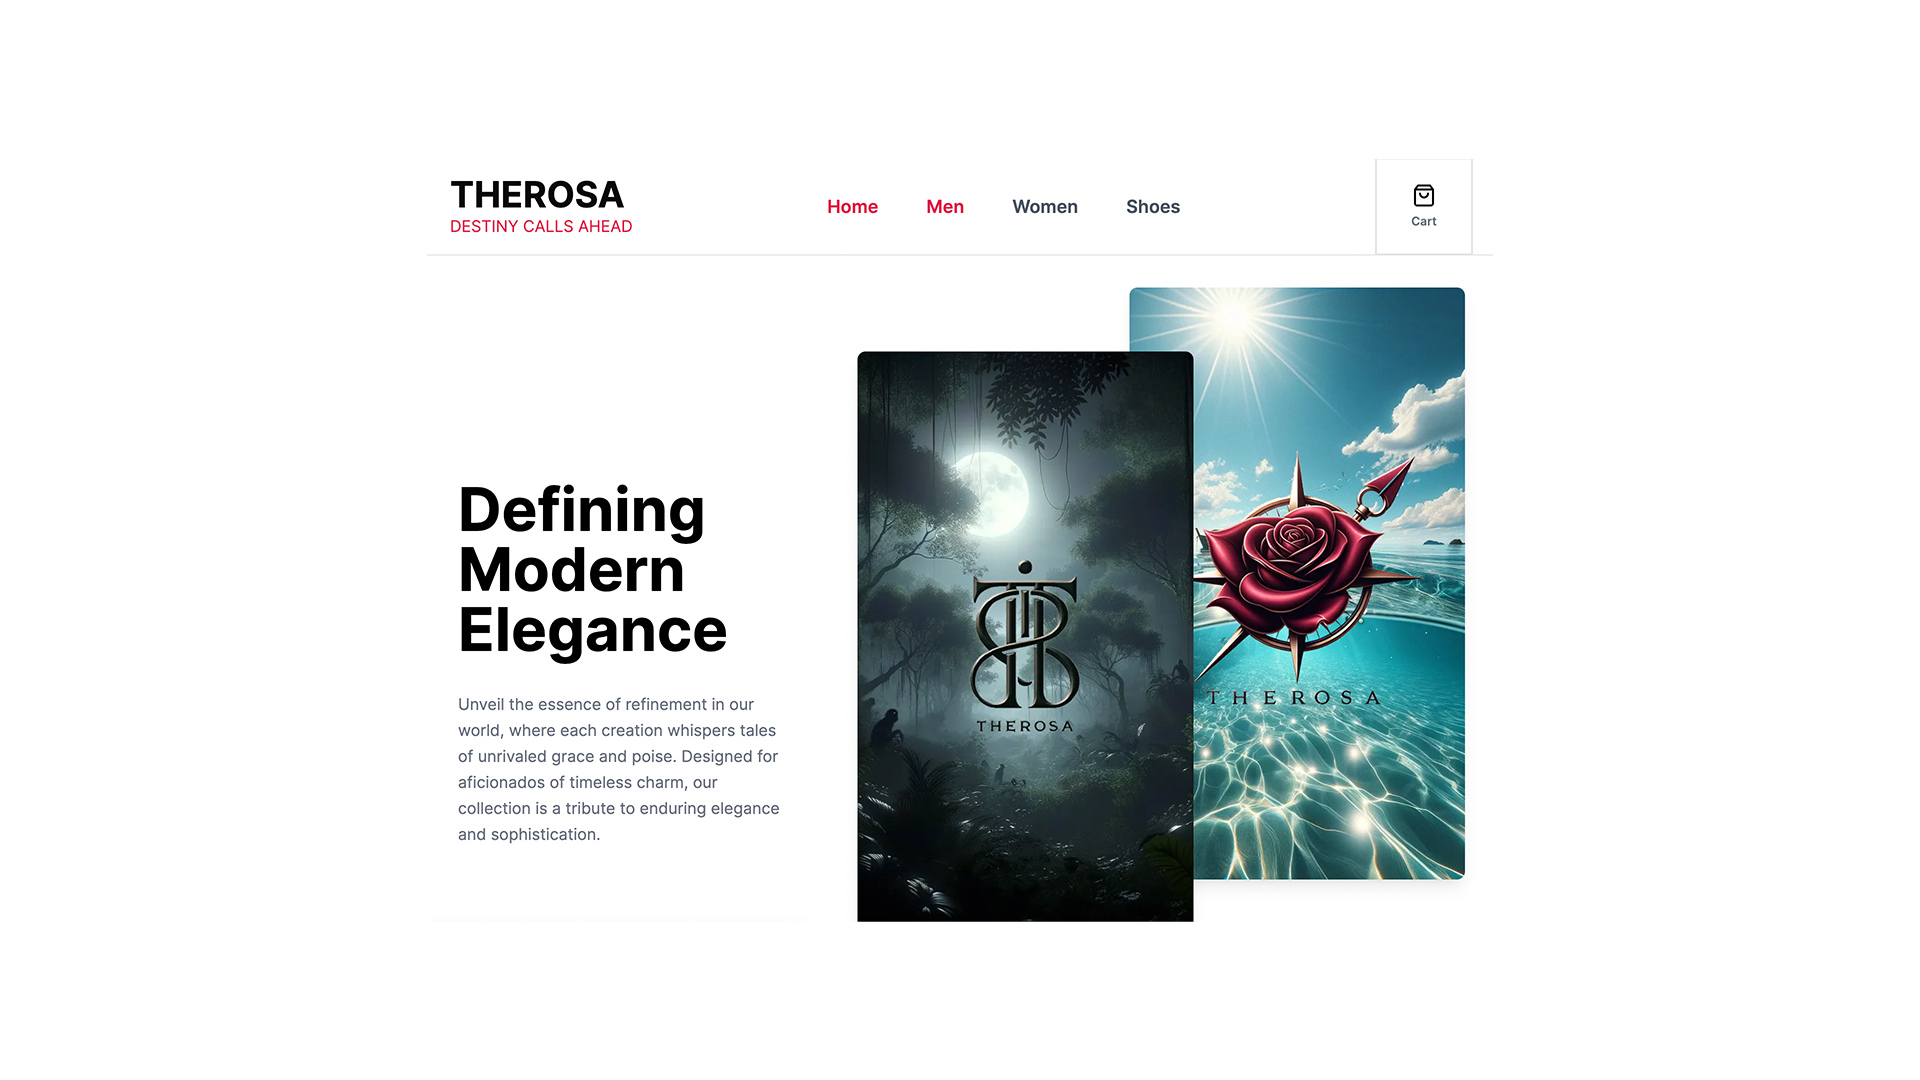 THEROSA
DESTINY CALLS AHEAD
Home
Men
Women
Shoes
Cart
Defining
Modern
Elegance
Unveil the essence of refinement in our
world, where each creation whispers tales
of unrivaled grace and poise. Designed for
aficionados of timeless charm, our
collection is a tribute to enduring elegance
and sophistication.
THEROSA
THEROSA